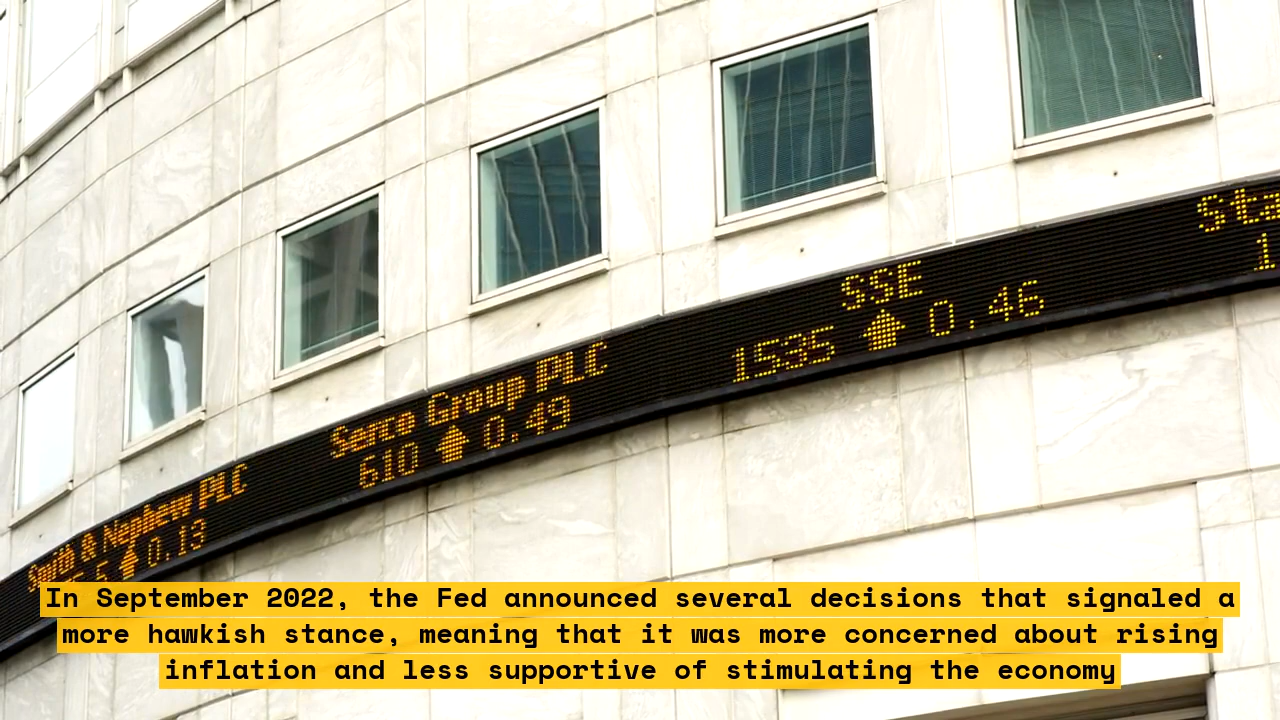 Sta
SSE
1535 0.46
Serco Group PLC
610 0.49
Smith & Nephew PLC
0.13
In September 2022, the Fed announced several decisions that signaled a
more hawkish stance, meaning that it was more concerned about rising
inflation and less supportive of stimulating the economy